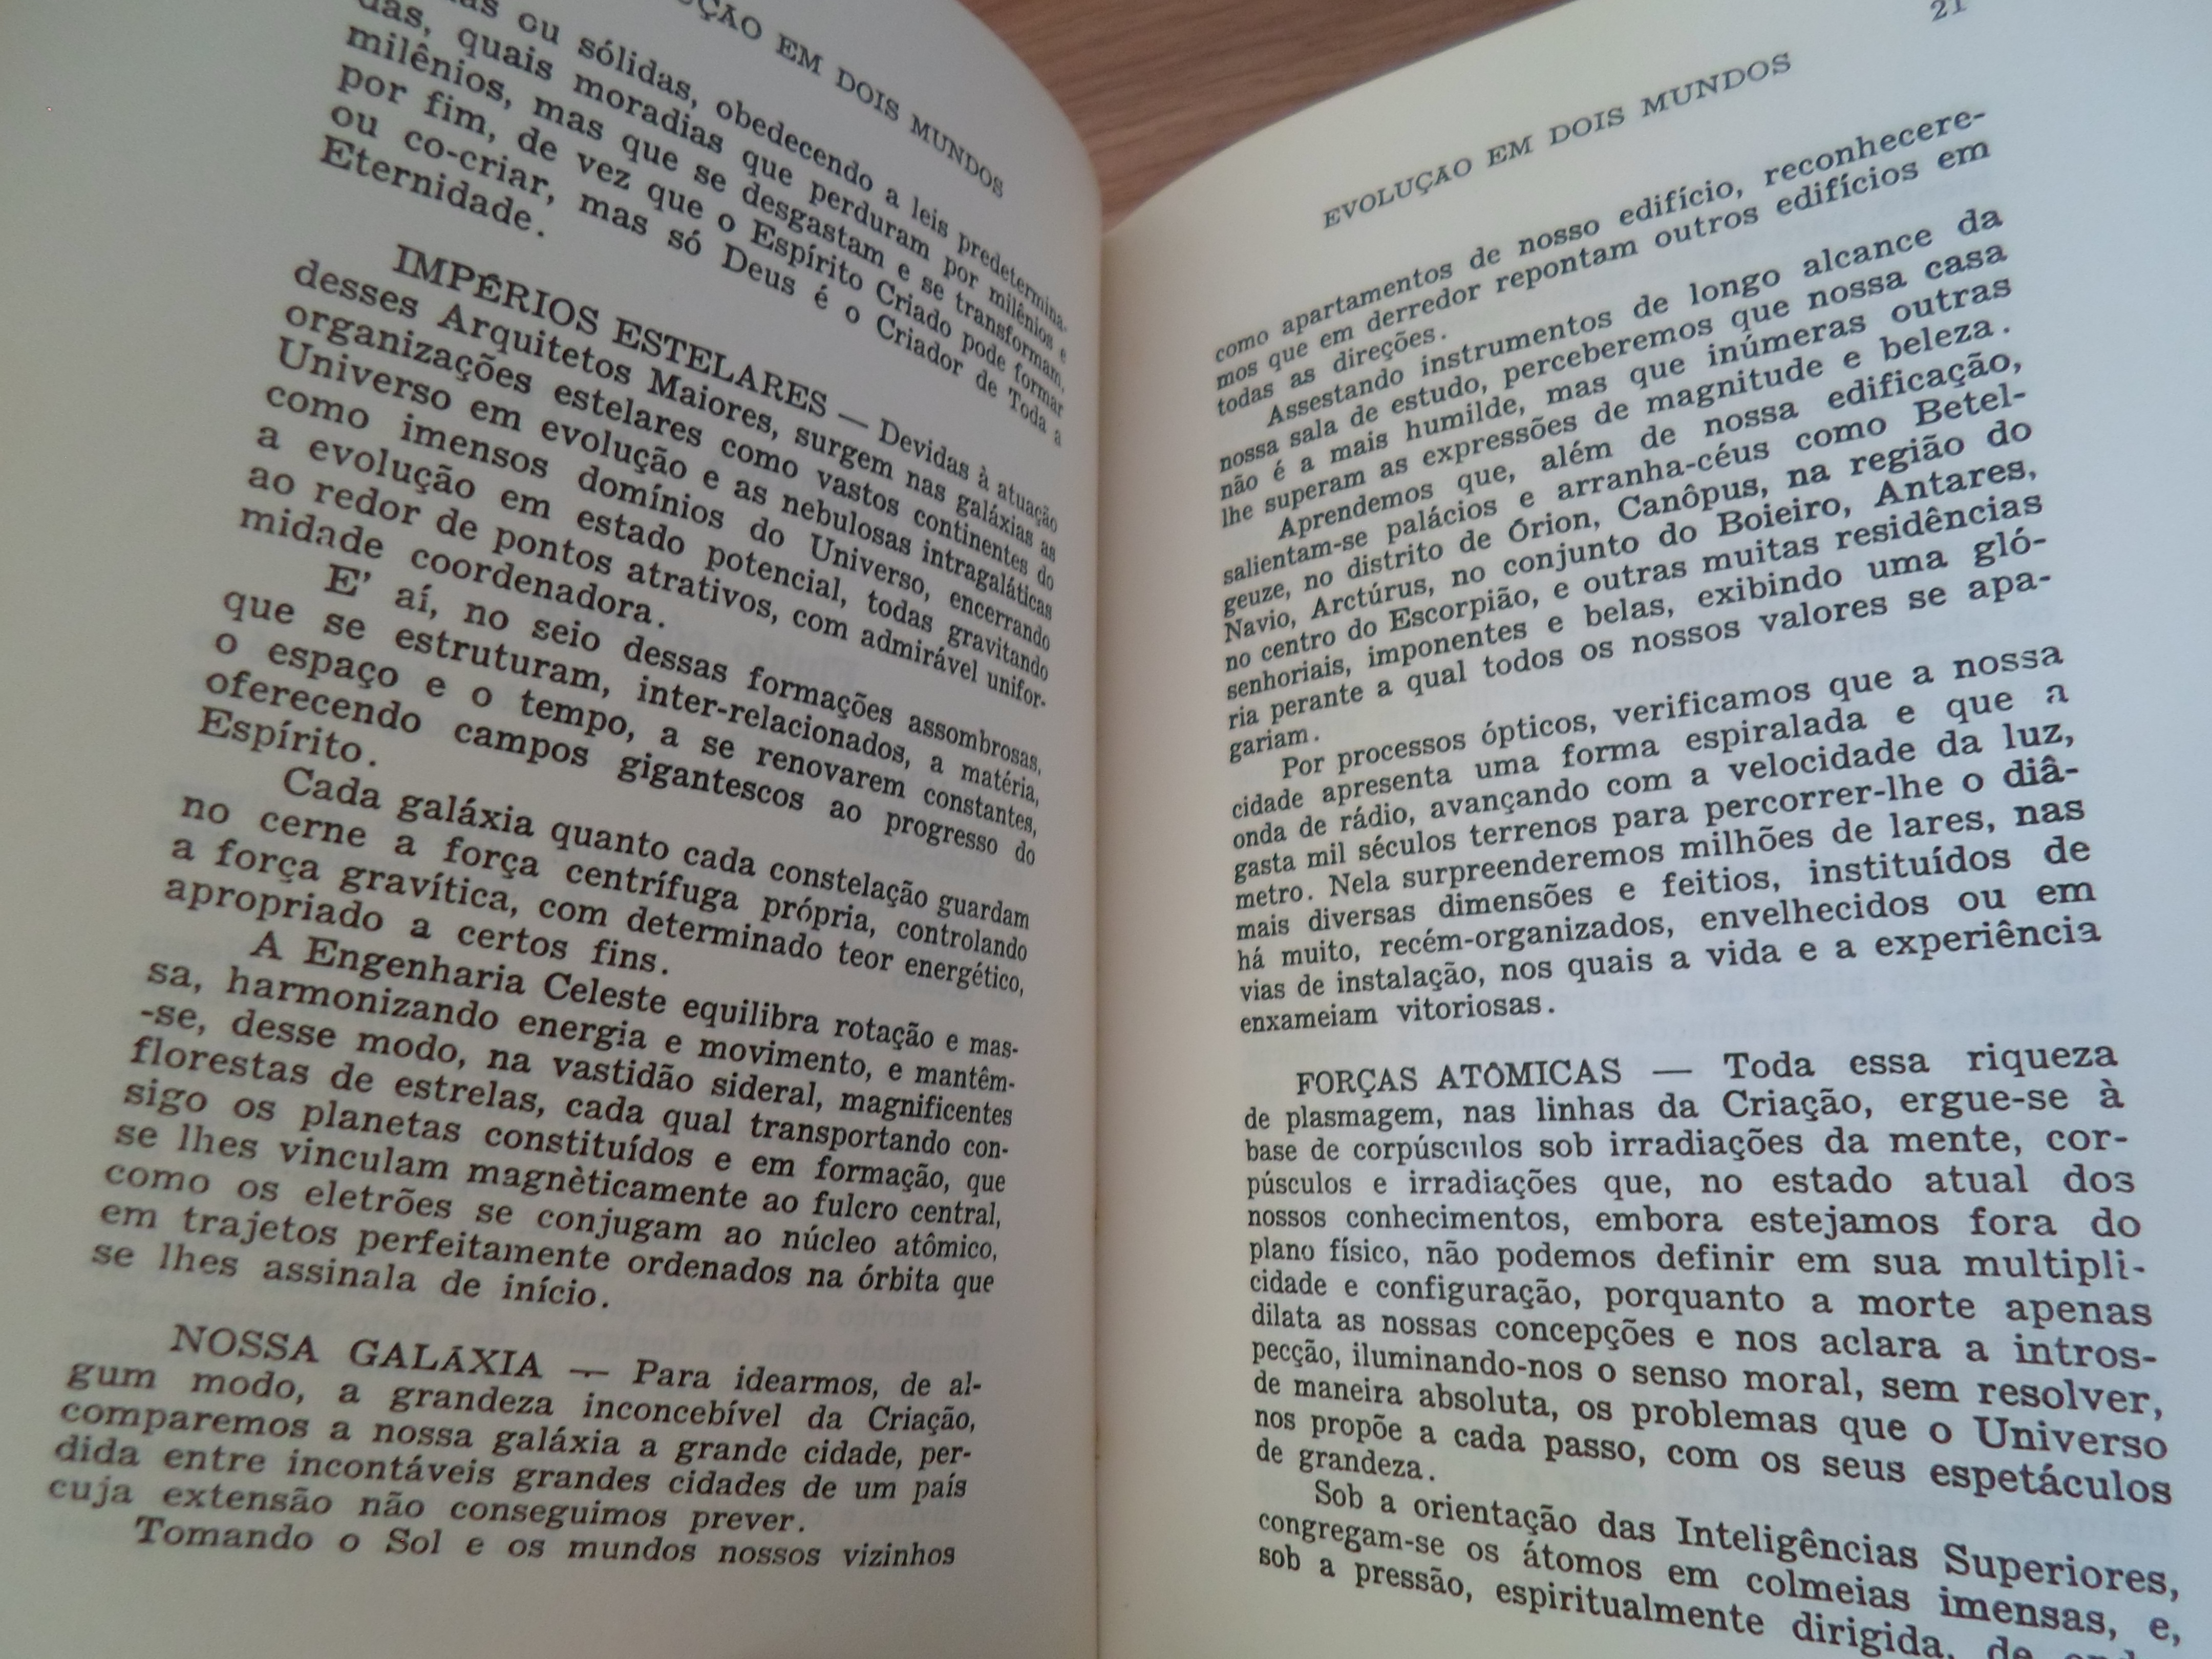 EM DOIS MUNDOS
ou sólidas, obedecendo a leis predetermina-
das, quais moradias que perduram por milênios e
milênios, mas que se desgastam e se transformam,
por fim, de vez que o Espírito Criado pode formar
ou co-criar, mas só Deus é o Criador de Toda a
Eternidade.
IMPÉRIOS ESTELARES — Devidas à atuação
desses Arquitetos Maiores, surgem nas galáxias as
organizações estelares como vastos continentes do
Universo em evolução e as nebulosas intragaláticas
como imensos domínios do Universo, encerrando
a evolução em estado potencial, todas gravitando
ao redor de pontos atrativos, com admirável unifor-
midade coordenadora.
E' aí, no seio dessas formações assombrosas,
que se estruturam, inter-relacionados, a matéria,
o espaço e o tempo, a se renovarem constantes,
oferecendo campos gigantescos ao progresso do
Espírito.
Cada galáxia quanto cada constelação guardam
no cerne a força centrífuga própria, controlando
a força gravítica, com determinado teor energético,
apropriado a certos fins.
A Engenharia Celeste equilibra rotação e mas-
sa, harmonizando energia e movimento, e mantêm-
-se, desse modo, na vastidão sideral, magnificentes
florestas de estrelas, cada qual transportando con-
sigo os planetas constituídos e em formação, que
se lhes vinculam magnèticamente ao fulcro central,
como os eletrões se conjugam ao núcleo atômico,
em trajetos perfeitamente ordenados na órbita que
se lhes assinala de início.
NOSSA GALÁXIA — Para idearmos, de al-
gum modo, a grandeza inconcebível da Criação,
comparemos a nossa galáxia a grande cidade, per-
dida entre incontáveis grandes cidades de um país
cuja extensão não conseguimos prever.
Tomando o Sol e os mundos nossos vizinhos
21
EVOLUÇÃO EM DOIS MUNDOS
como apartamentos de nosso edifício, reconhecere-
mos que em derredor repontam outros edifícios em
todas as direções.
Assestando instrumentos de longo alcance da
nossa sala de estudo, perceberemos que nossa casa
não é a mais humilde, mas que inúmeras outras
lhe superam as expressões de magnitude e beleza.
Aprendemos que, além de nossa edificação,
salientam-se palácios e arranha-céus como Betel-
geuze, no distrito de Órion, Canôpus, na região do
Navio, Arctúrus, no conjunto do Boieiro, Antares,
no centro do Escorpião, e outras muitas residências
senhoriais, imponentes e belas, exibindo uma gló-
ria perante a qual todos os nossos valores se apa-
gariam.
Por processos ópticos, verificamos que a nossa
cidade apresenta uma forma espiralada e que a
onda de rádio, avançando com a velocidade da luz,
gasta mil séculos terrenos para percorrer-lhe o diâ-
metro. Nela surpreenderemos milhões de lares, nas
mais diversas dimensões e feitios, instituídos de
há muito, recém-organizados, envelhecidos ou em
vias de instalação, nos quais a vida e a experiência
enxameiam vitoriosas.
FORÇAS ATÔMICAS — Toda essa riqueza
de plasmagem, nas linhas da Criação, ergue-se à
base de corpúsculos sob irradiações da mente, cor-
púsculos e irradiações que, no estado atual dos
nossos conhecimentos, embora estejamos fora do
plano físico, não podemos definir em sua multipli-
cidade e configuração, porquanto a morte apenas
dilata as nossas concepções e nos aclara a intros-
pecção, iluminando-nos o senso moral, sem resolver,
de maneira absoluta, os problemas que o Universo
nos propõe a cada passo, com os seus espetáculos
de grandeza.
Sob a orientação das Inteligências Superiores,
congregam-se os átomos em colmeias imensas, e,
sob a pressão, espiritualmente dirigida, de